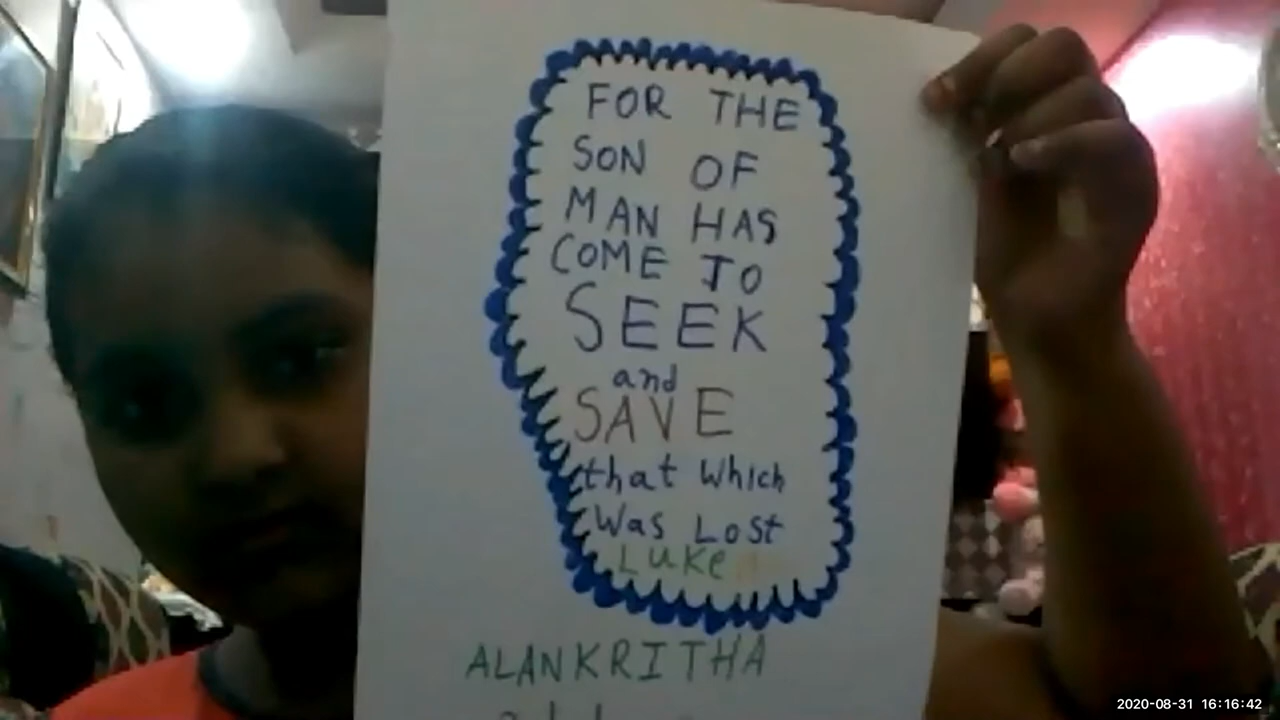 FOR THE
SON OF
MAN HAS
COME TO
SEEK
and
SAVE
that which
was Lost
Luke
ALANKRITHA
2020-08-31 16:16:42